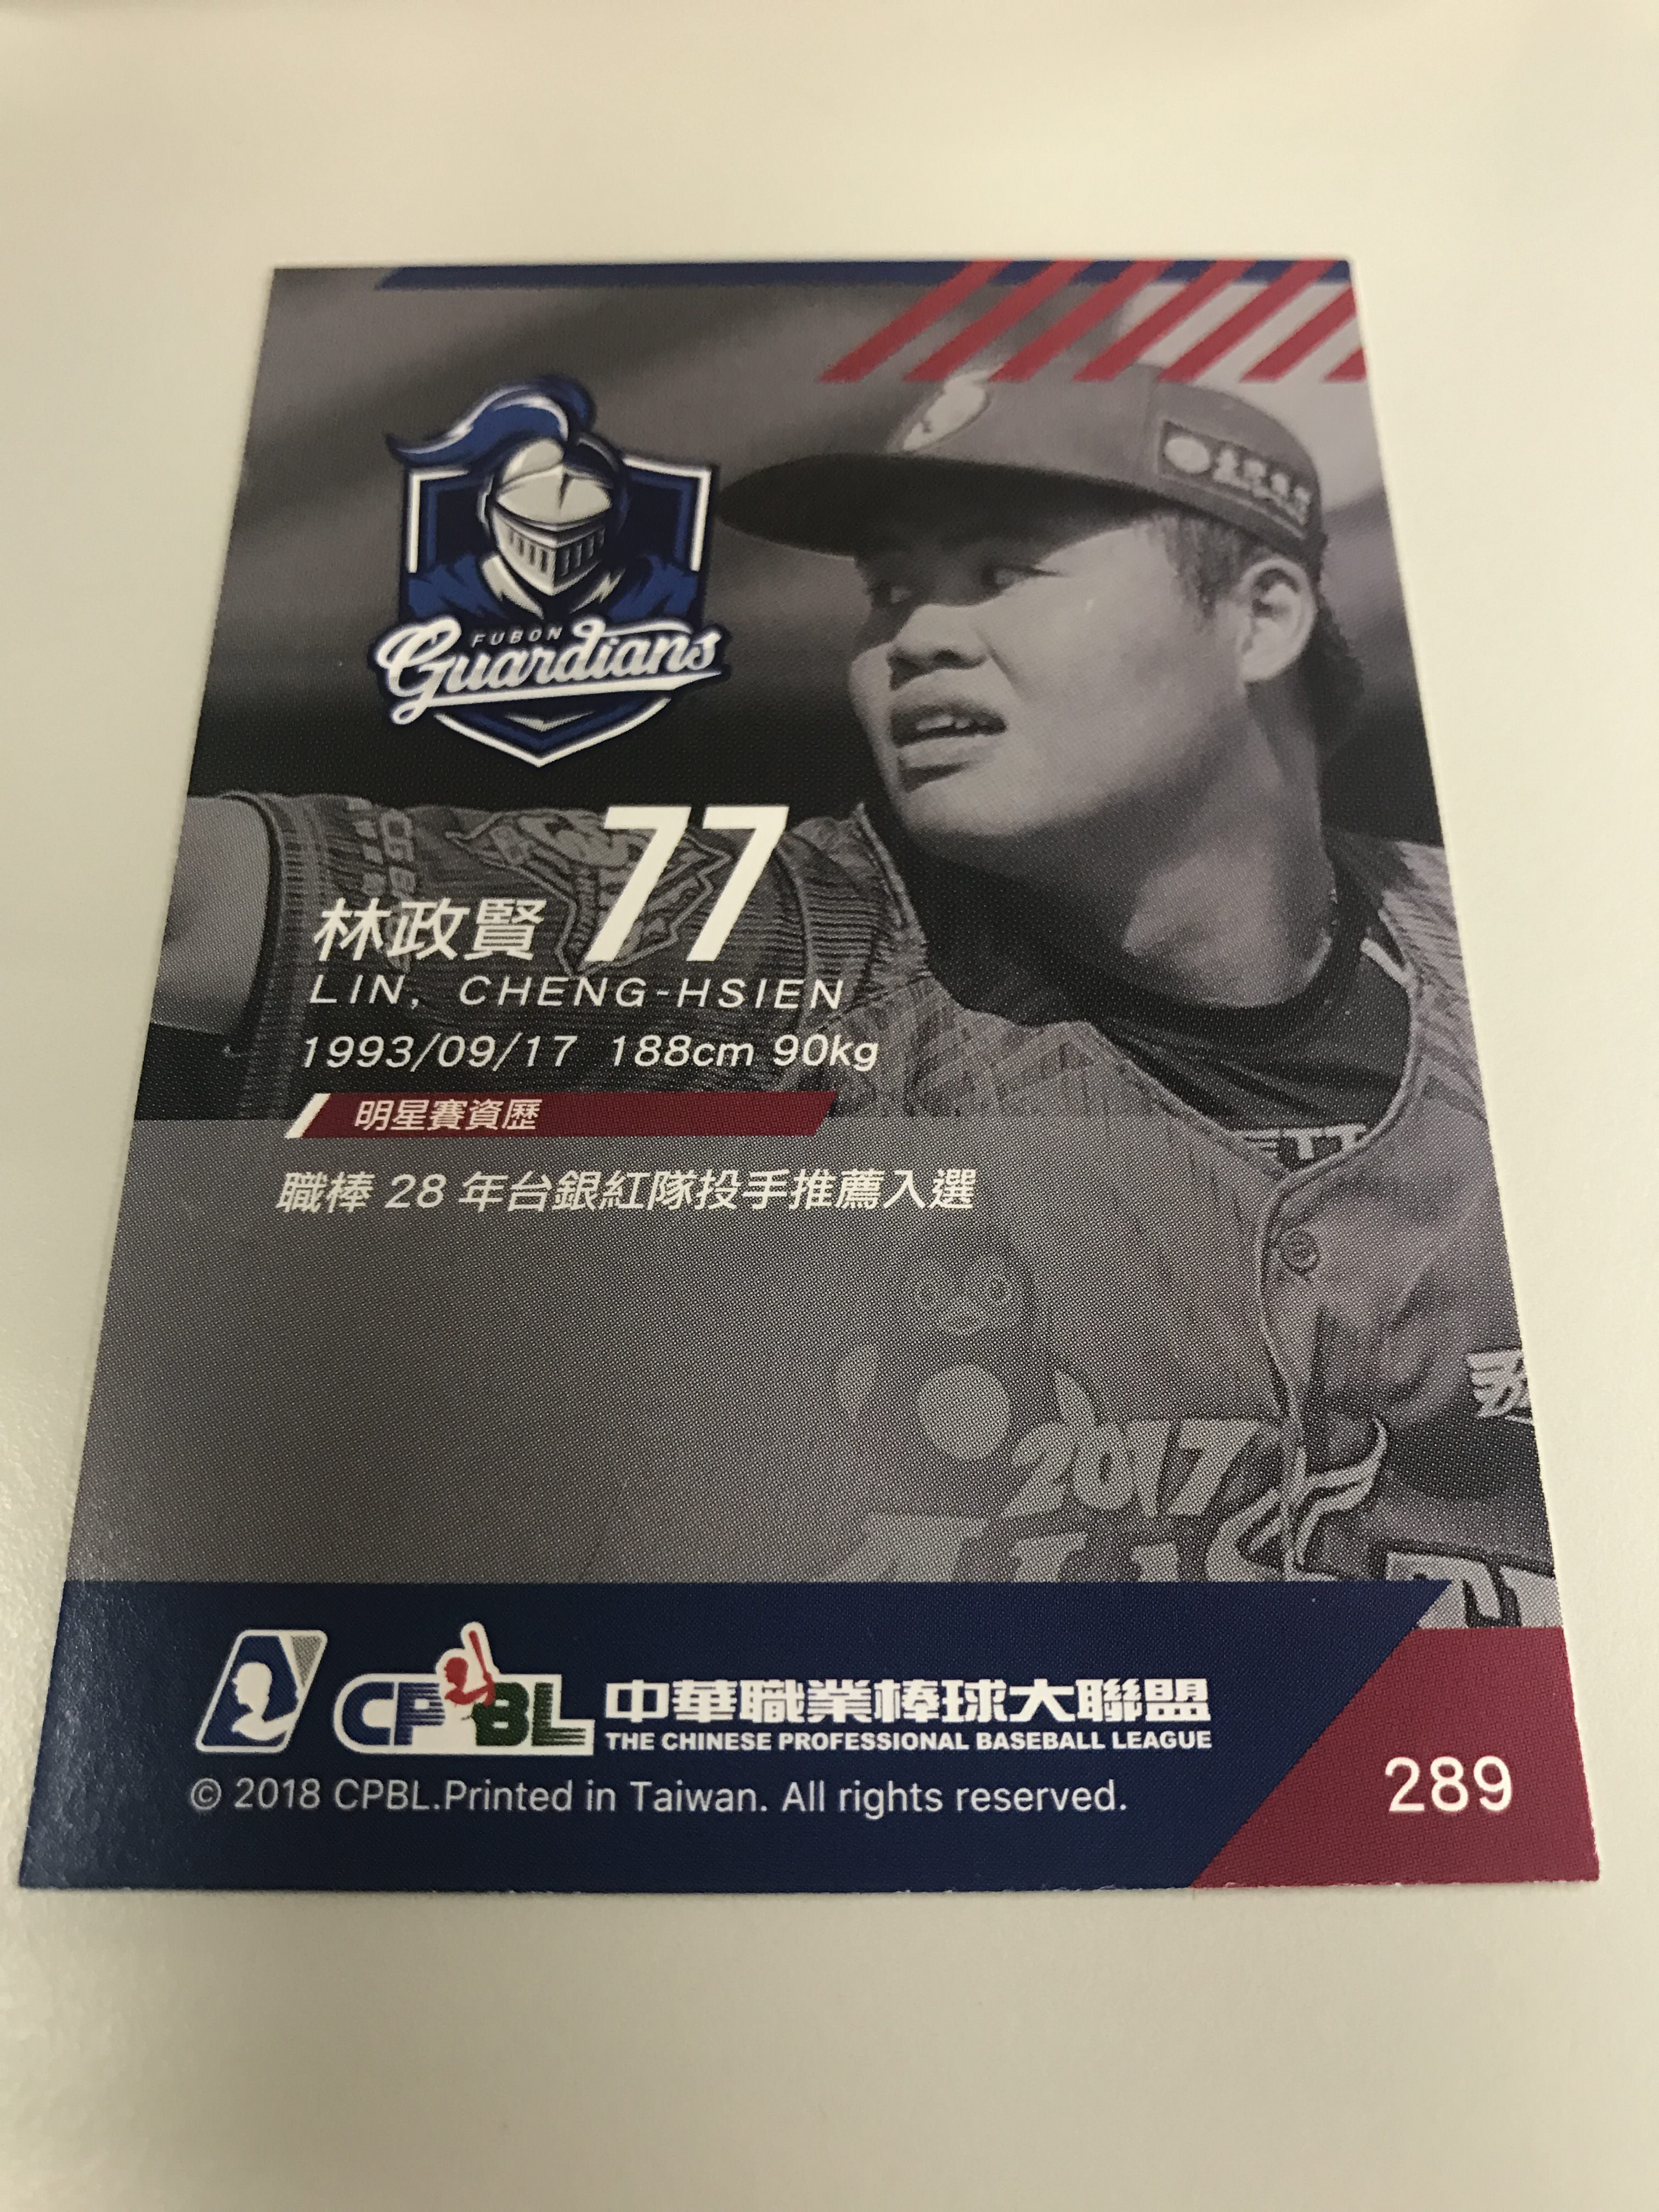 FUBON
Guardians
77
林政賢
LIN, CHENG-HSIEN
1993/09/17 188cm 90kg
明星賽資歷
職棒 28 年台銀紅隊投手推薦入選
2017
CPBL 中華職業棒球大聯盟
THE CHINESE PROFESSIONAL BASEBALL LEAGUE
© 2018 CPBL.Printed in Taiwan. All rights reserved.
289